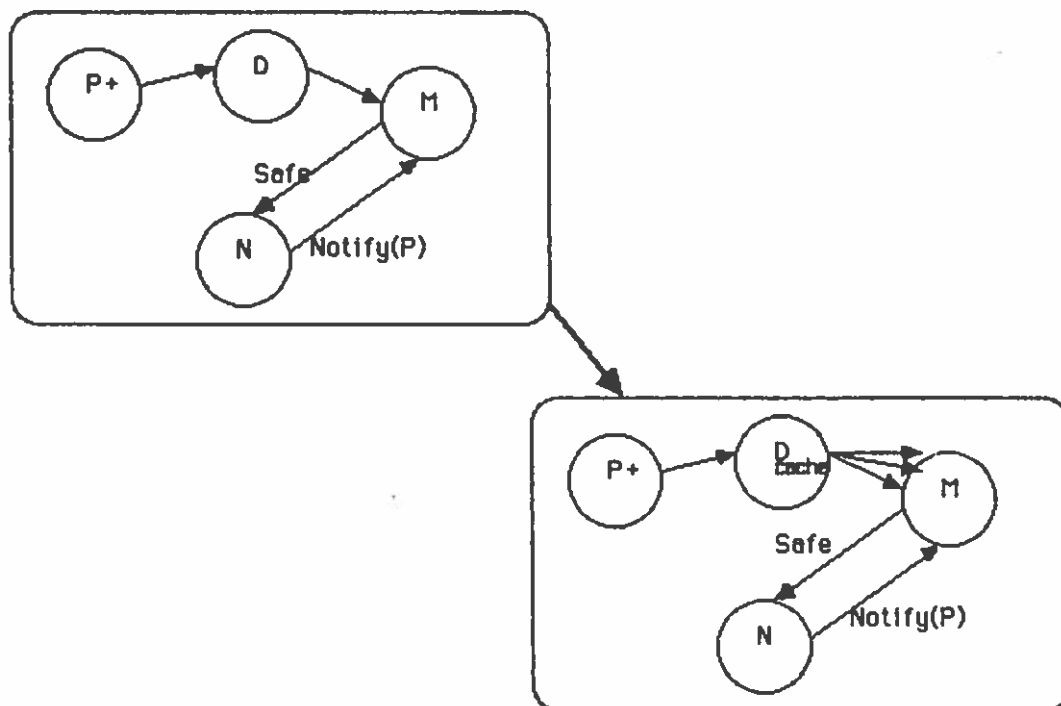 P+
D
M
Safe
N
Notify(P)
P+
D
cache
M
Safe
N
Notify(P)